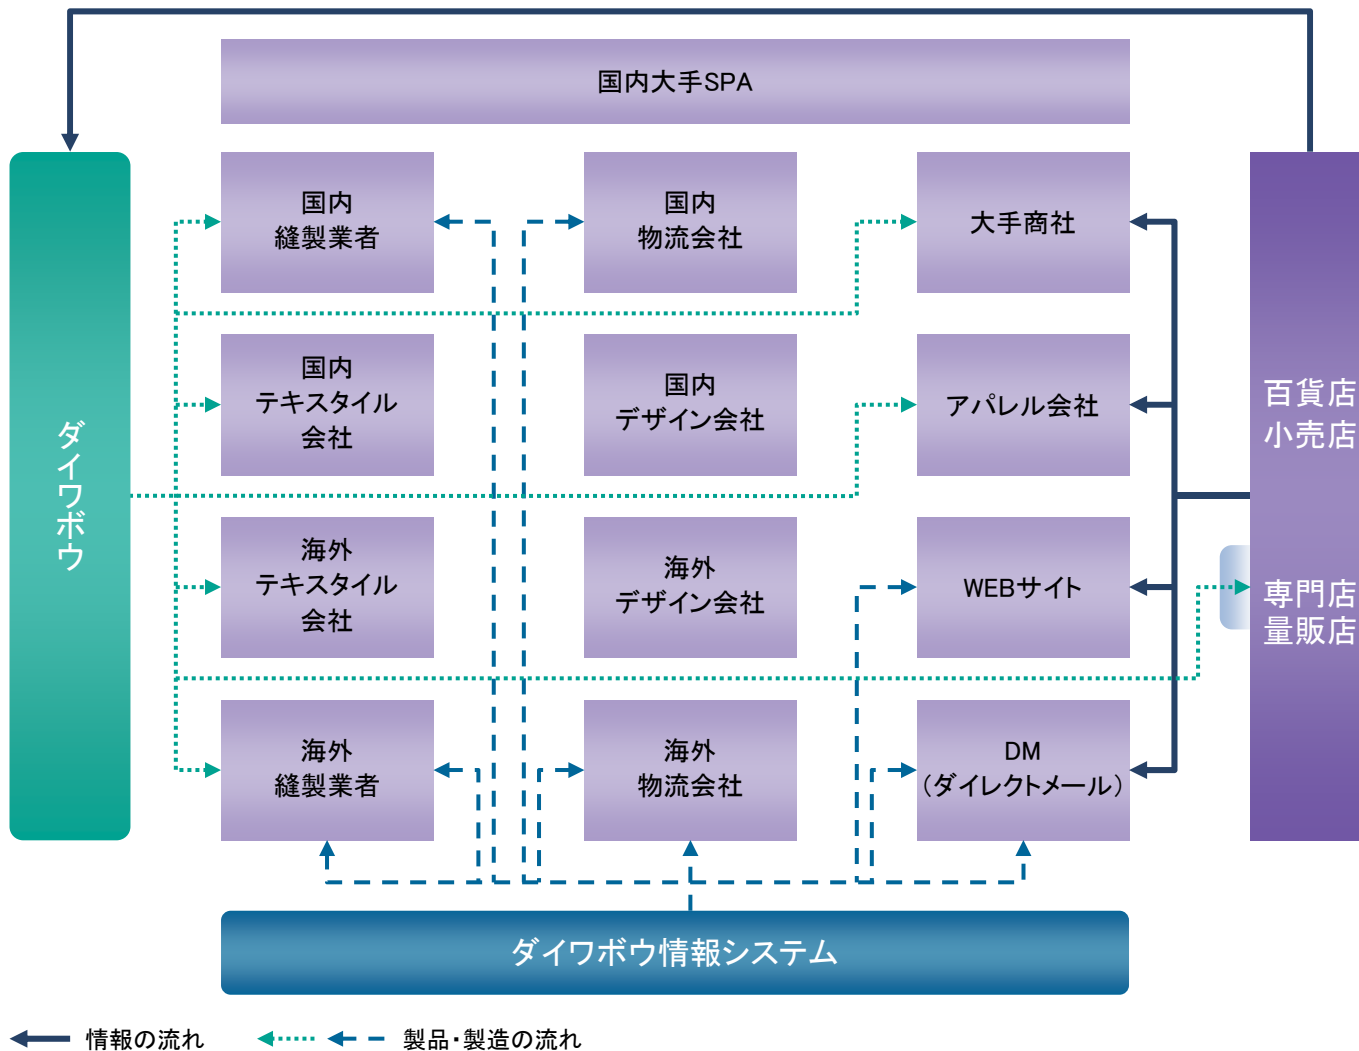 国内大手SPA
国内
縫製業者
国内
物流会社
大手商社
国内
テキスタイル
会社
国内
デザイン会社
アパレル会社
海外
テキスタイル
会社
海外
デザイン会社
WEBサイト
海外
縫製業者
海外
物流会社
DM
（ダイレクトメール）
ダイワボウ
百貨店
小売店
専門店
量販店
ダイワボウ情報システム
情報の流れ
製品・製造の流れ